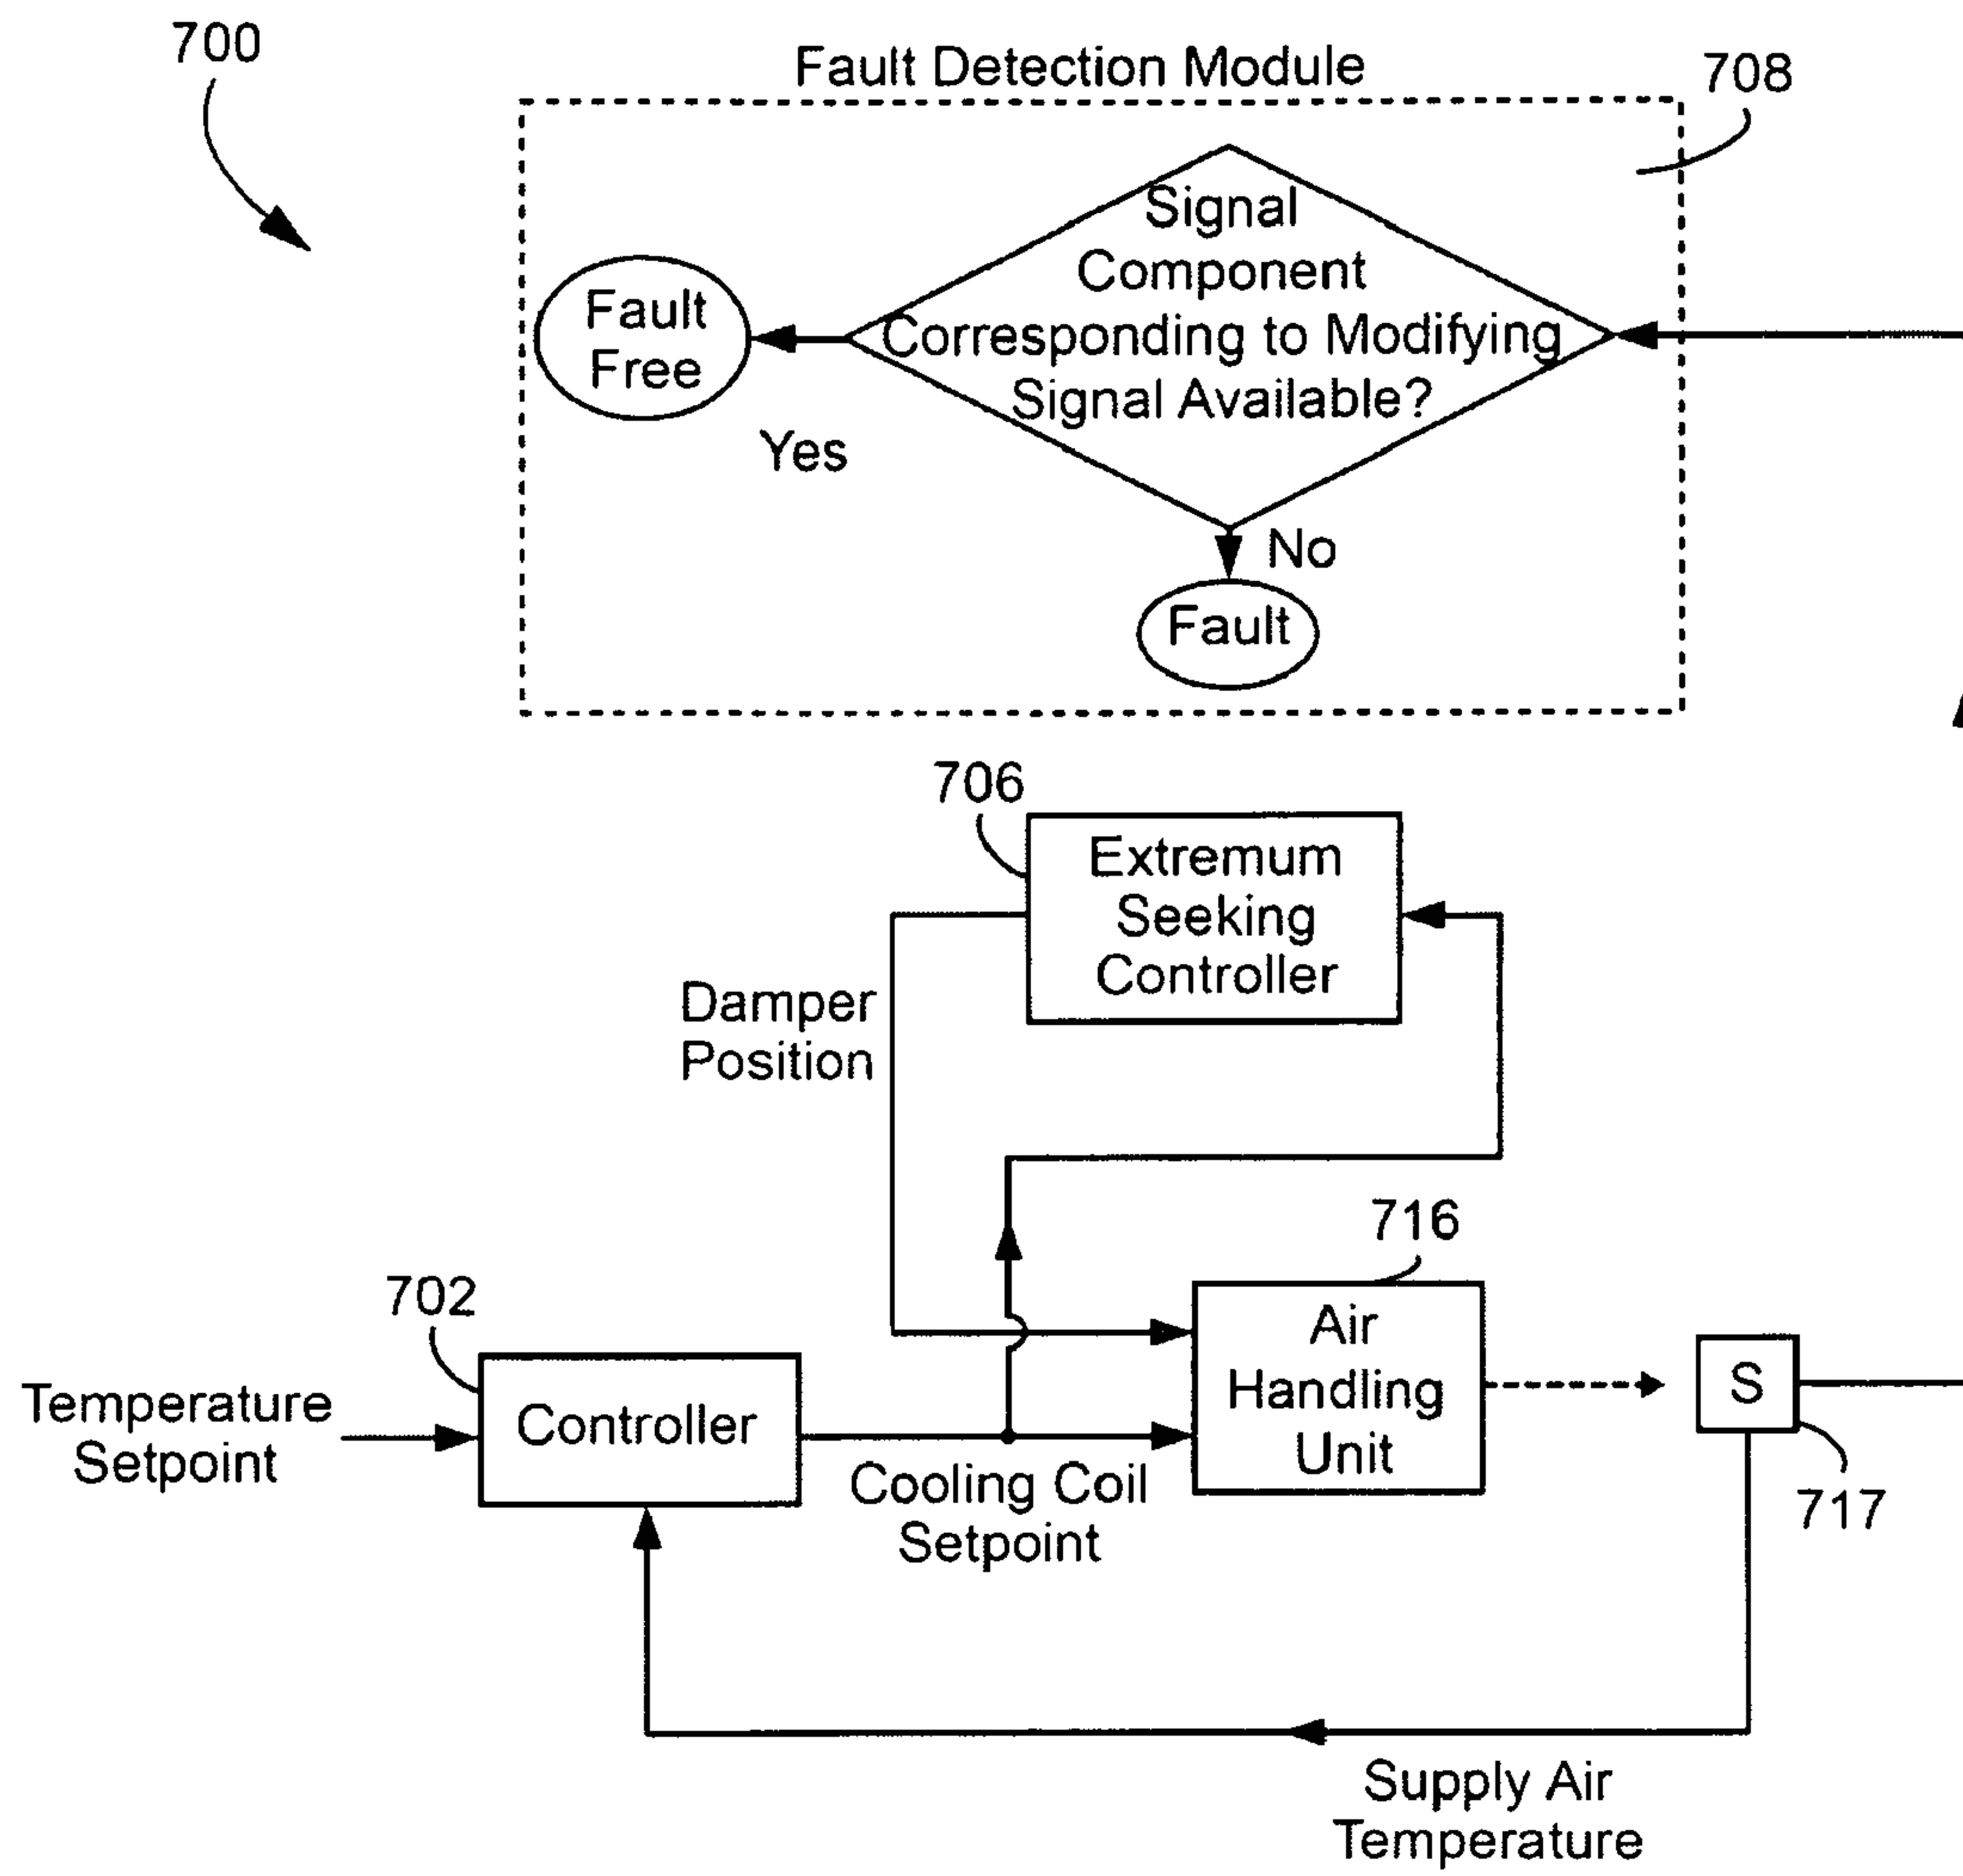 700
Fault Detection Module
708
Signal
Component
Corresponding to Modifying
Signal Available?
Fault
Free
Yes
No
Fault
706
Extremum
Seeking
Controller
Damper
Position
716
702
Air
Handling
Unit
S
Temperature
Setpoint
Controller
Cooling Coil
Setpoint
717
Supply Air
Temperature